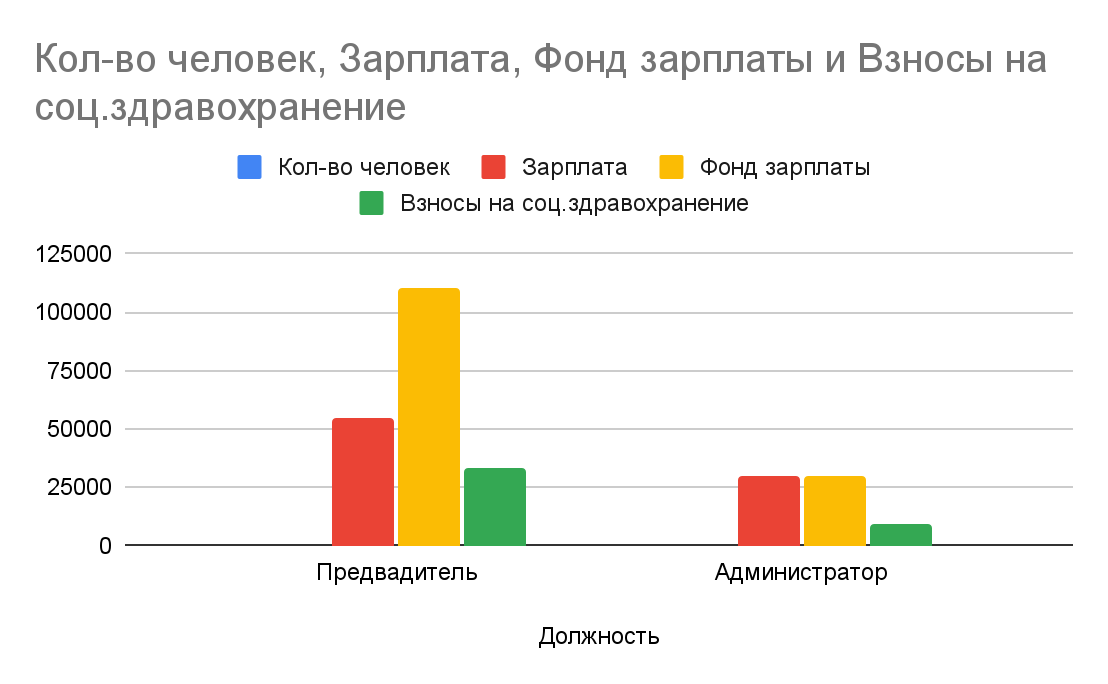 Кол-во человек, Зарплата, Фонд зарплаты и Взносы на
соц.здравохранение
Кол-во человек Зарплата Фонд зарплаты
Взносы на соц.здравохранение
125000
100000
75000
50000
25000
0
Предвадитель Администратор
Должность